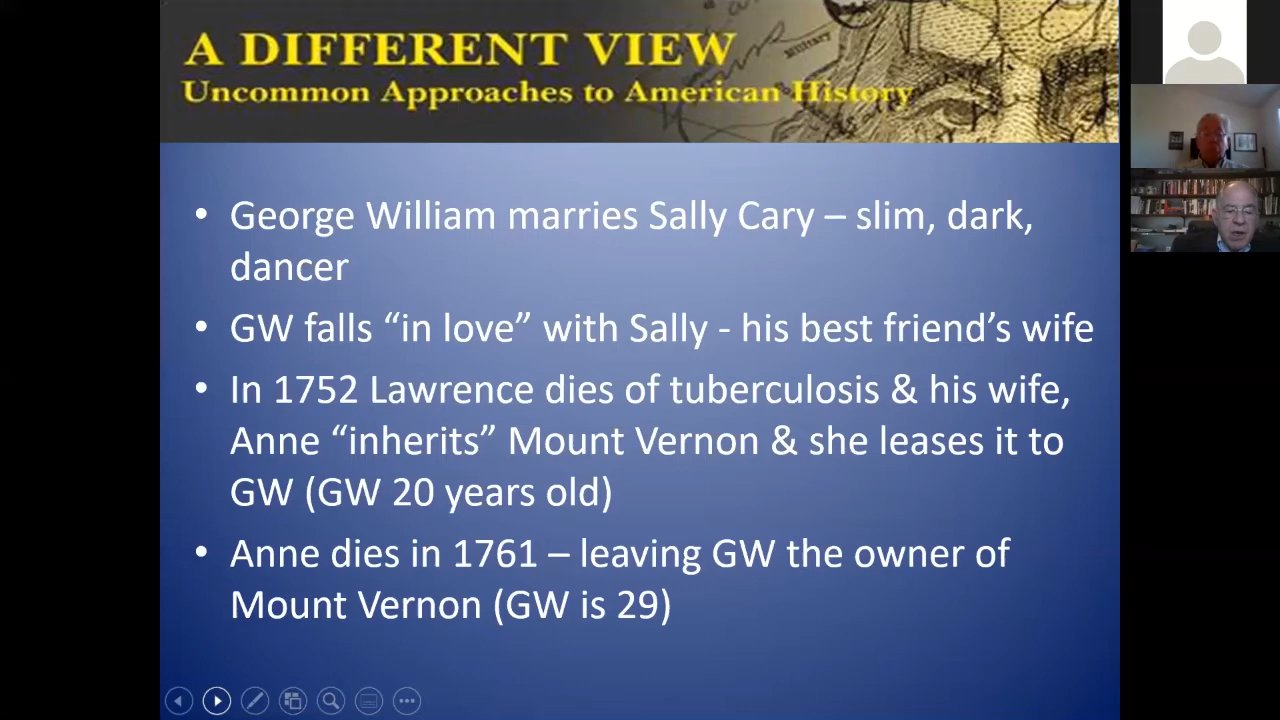 A DIFFERENT VIEW
Uncommon Approaches to American History
Military
• George William marries Sally Cary – slim, dark,
dancer
• GW falls “in love” with Sally - his best friend’s wife
• In 1752 Lawrence dies of tuberculosis & his wife,
Anne “inherits” Mount Vernon & she leases it to
GW (GW 20 years old)
• Anne dies in 1761 – leaving GW the owner of
Mount Vernon (GW is 29)